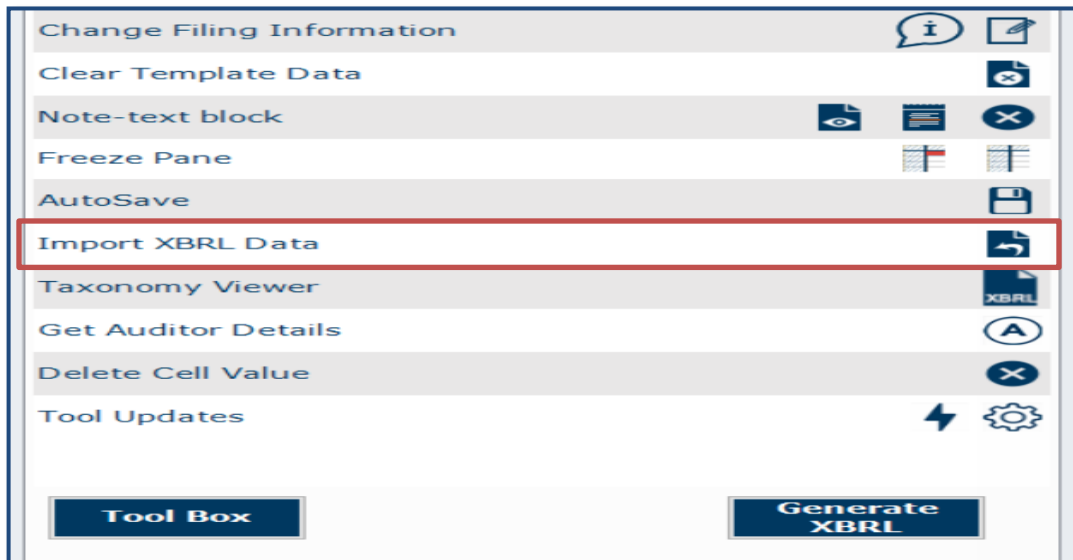 Change Filing Information i
Clear Template Data
Note-text block
Freeze Pane
AutoSave
Import XBRL Data
Taxonomy Viewer XBRL
Get Auditor Details A
Delete Cell Value
Tool Updates
Tool Box
Generate
XBRL